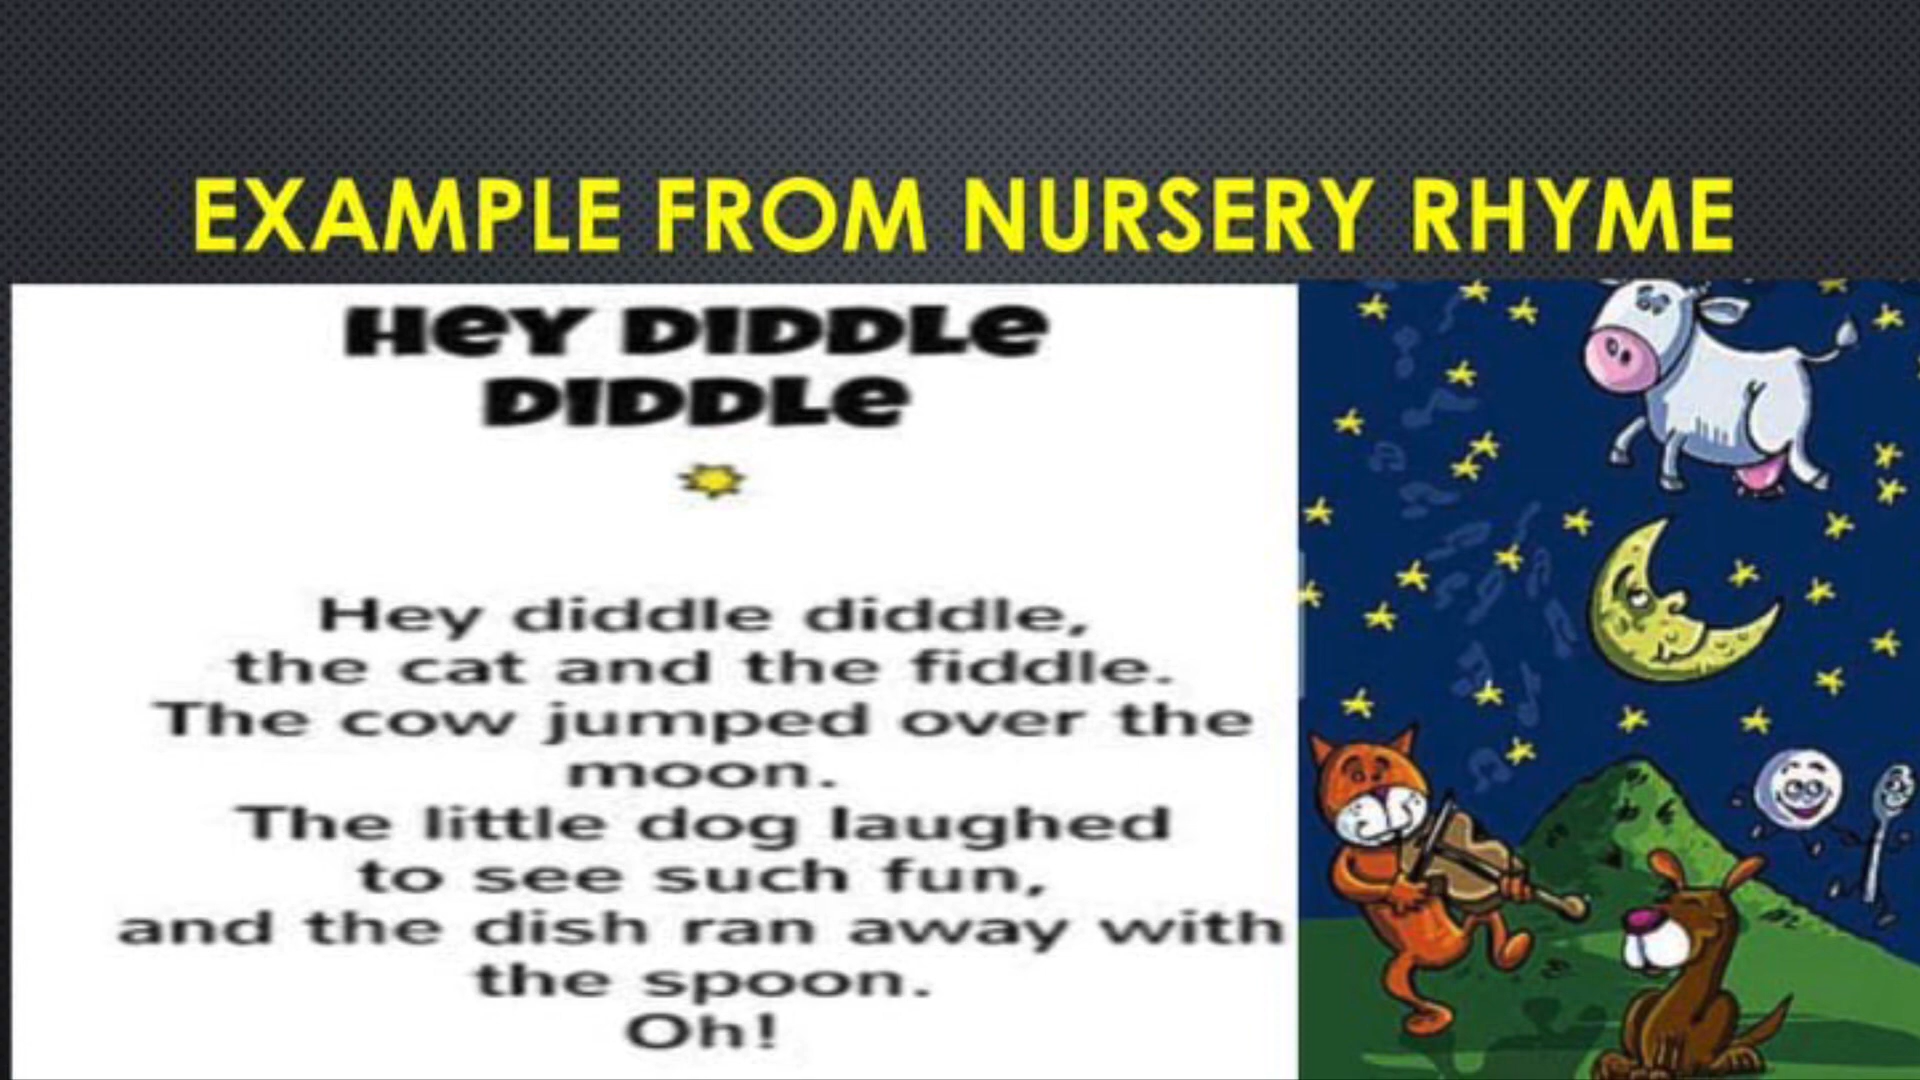 EXAMPLE FROM NURSERY RHYME
HEY DIDDLE
DIDDLE
Hey diddle diddle,
the cat and the fiddle.
The cow jumped over the
moon.
The little dog laughed
to see such fun,
and the dish ran away with
the spoon.
Oh!